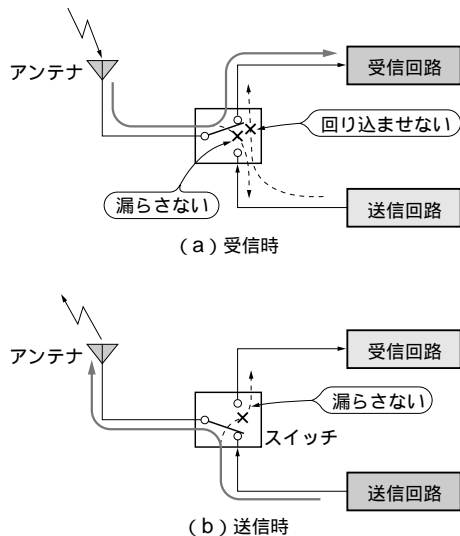 アンテナ
受信回路
回り込ませない
漏らさない
送信回路
(a)受信時
アンテナ
受信回路
漏らさない
スイッチ
送信回路
(b)送信時